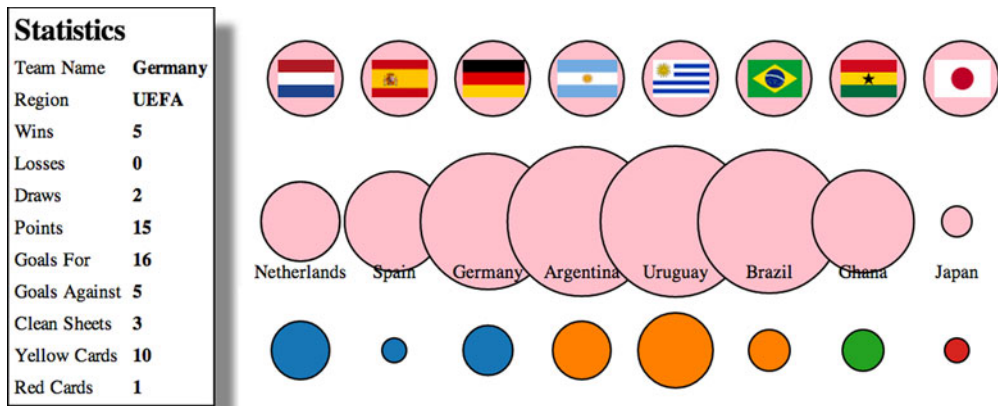 Statistics
Team Name Germany
Region UEFA
Wins 5
Losses 0
Draws 2
Points 15
Goals For 16
Goals Against 5
Clean Sheets 3
Yellow Cards 10
Red Cards 1
Netherlands Spain Germany Argentina Uruguay Brazil Ghana Japan